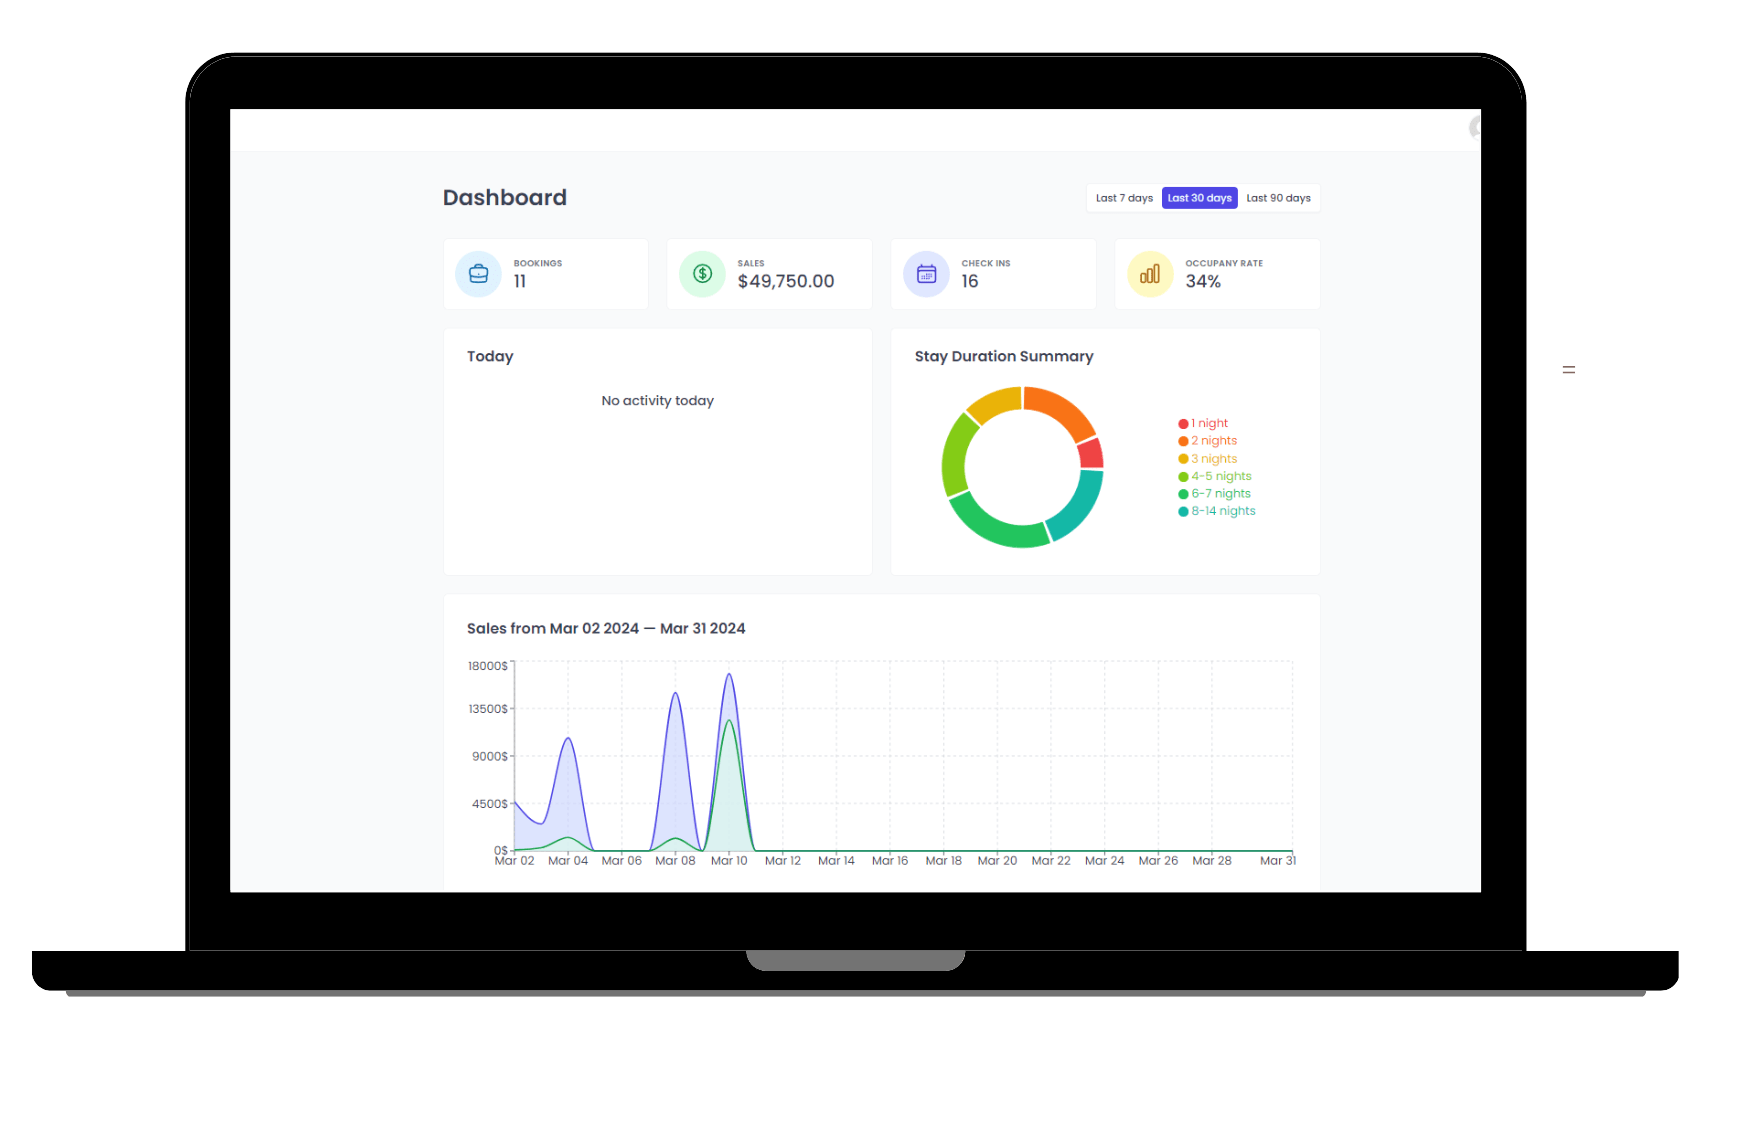 Dashboard
Last 7 days Last 30 days Last 90 days
BOOKINGS
11
SALES
$49,750.00
CHECK INS
16
OCCUPANY RATE
34%
Today
No activity today
Stay Duration Summary
1 night
2 nights
3 nights
4-5 nights
6-7 nights
8-14 nights
=
Sales from Mar 02 2024 — Mar 31 2024
18000$
13500$
9000$
4500$
0$
Mar 02 Mar 04 Mar 06 Mar 08 Mar 10 Mar 12 Mar 14 Mar 16 Mar 18 Mar 20 Mar 22 Mar 24 Mar 26 Mar 28 Mar 31